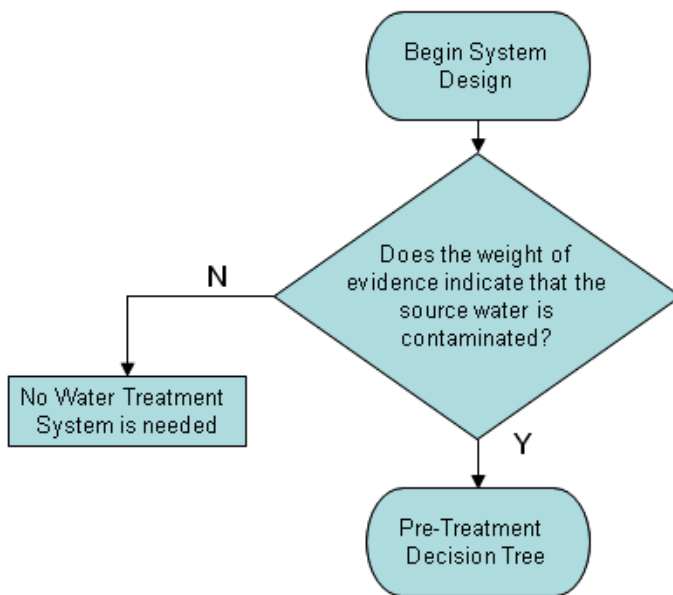 Begin System
Design
Does the weight of
evidence indicate that the
source water is
contaminated?
N
No Water Treatment
System is needed
Y
Pre-Treatment
Decision Tree